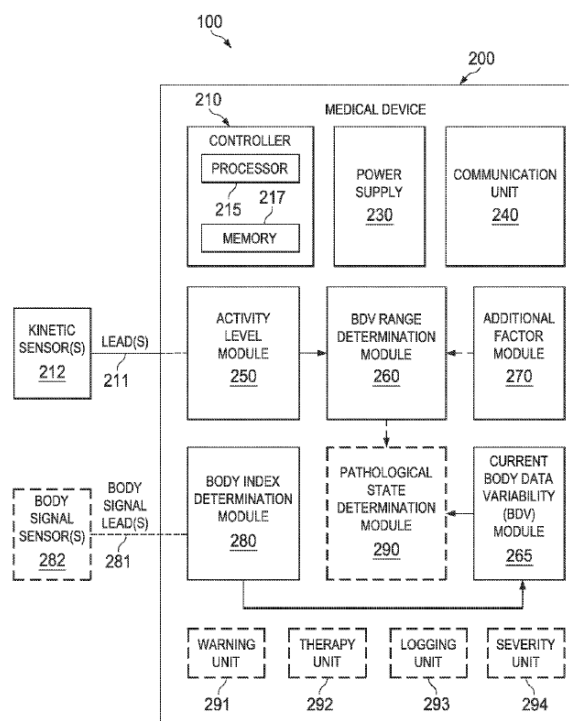 100
200
MEDICAL DEVICE
210
CONTROLLER
PROCESSOR
215 217
MEMORY
POWER
SUPPLY
230
COMMUNICATION
UNIT
240
KINETIC
SENSOR(S)
212
LEAD(S)
211
ACTIVITY
LEVEL
MODULE
250
BDV RANGE
DETERMINATION
MODULE
260
ADDITIONAL
FACTOR
MODULE
270
BODY
SIGNAL
SENSOR(S)
282
BODY
SIGNAL
LEAD(S)
281
BODY INDEX
DETERMINATION
MODULE
280
PATHOLOGICAL
STATE
DETERMINATION
MODULE
290
CURRENT
BODY DATA
VARIABILITY
(BDV)
MODULE
265
WARNING
UNIT
291
THERAPY
UNIT
292
LOGGING
UNIT
293
SEVERITY
UNIT
294